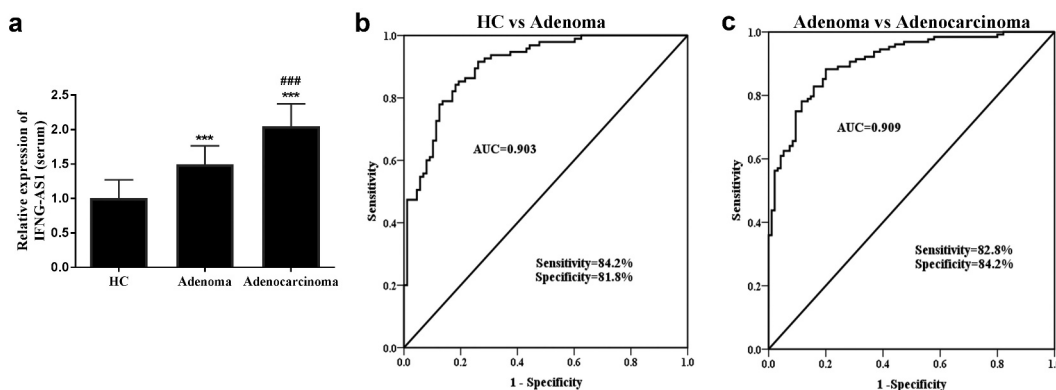 a
Relative expression of
IFNG-AS1 (serum)
2.5
2.0
1.5
1.0
0.5
0.0
***
###
***
HC
Adenoma
Adenocarcinoma
b
HC vs Adenoma
Sensitivity
1.0
0.8
0.6
0.4
0.2
0.0
AUC=0.903
Sensitivity=84.2%
Specificity=81.8%
0.0
0.2
0.4
0.6
0.8
1.0
1 - Specificity
c
Adenoma vs Adenocarcinoma
Sensitivity
1.0
0.8
0.6
0.4
0.2
0.0
AUC=0.909
Sensitivity=82.8%
Specificity=84.2%
0.0
0.2
0.4
0.6
0.8
1.0
1 -Specificity